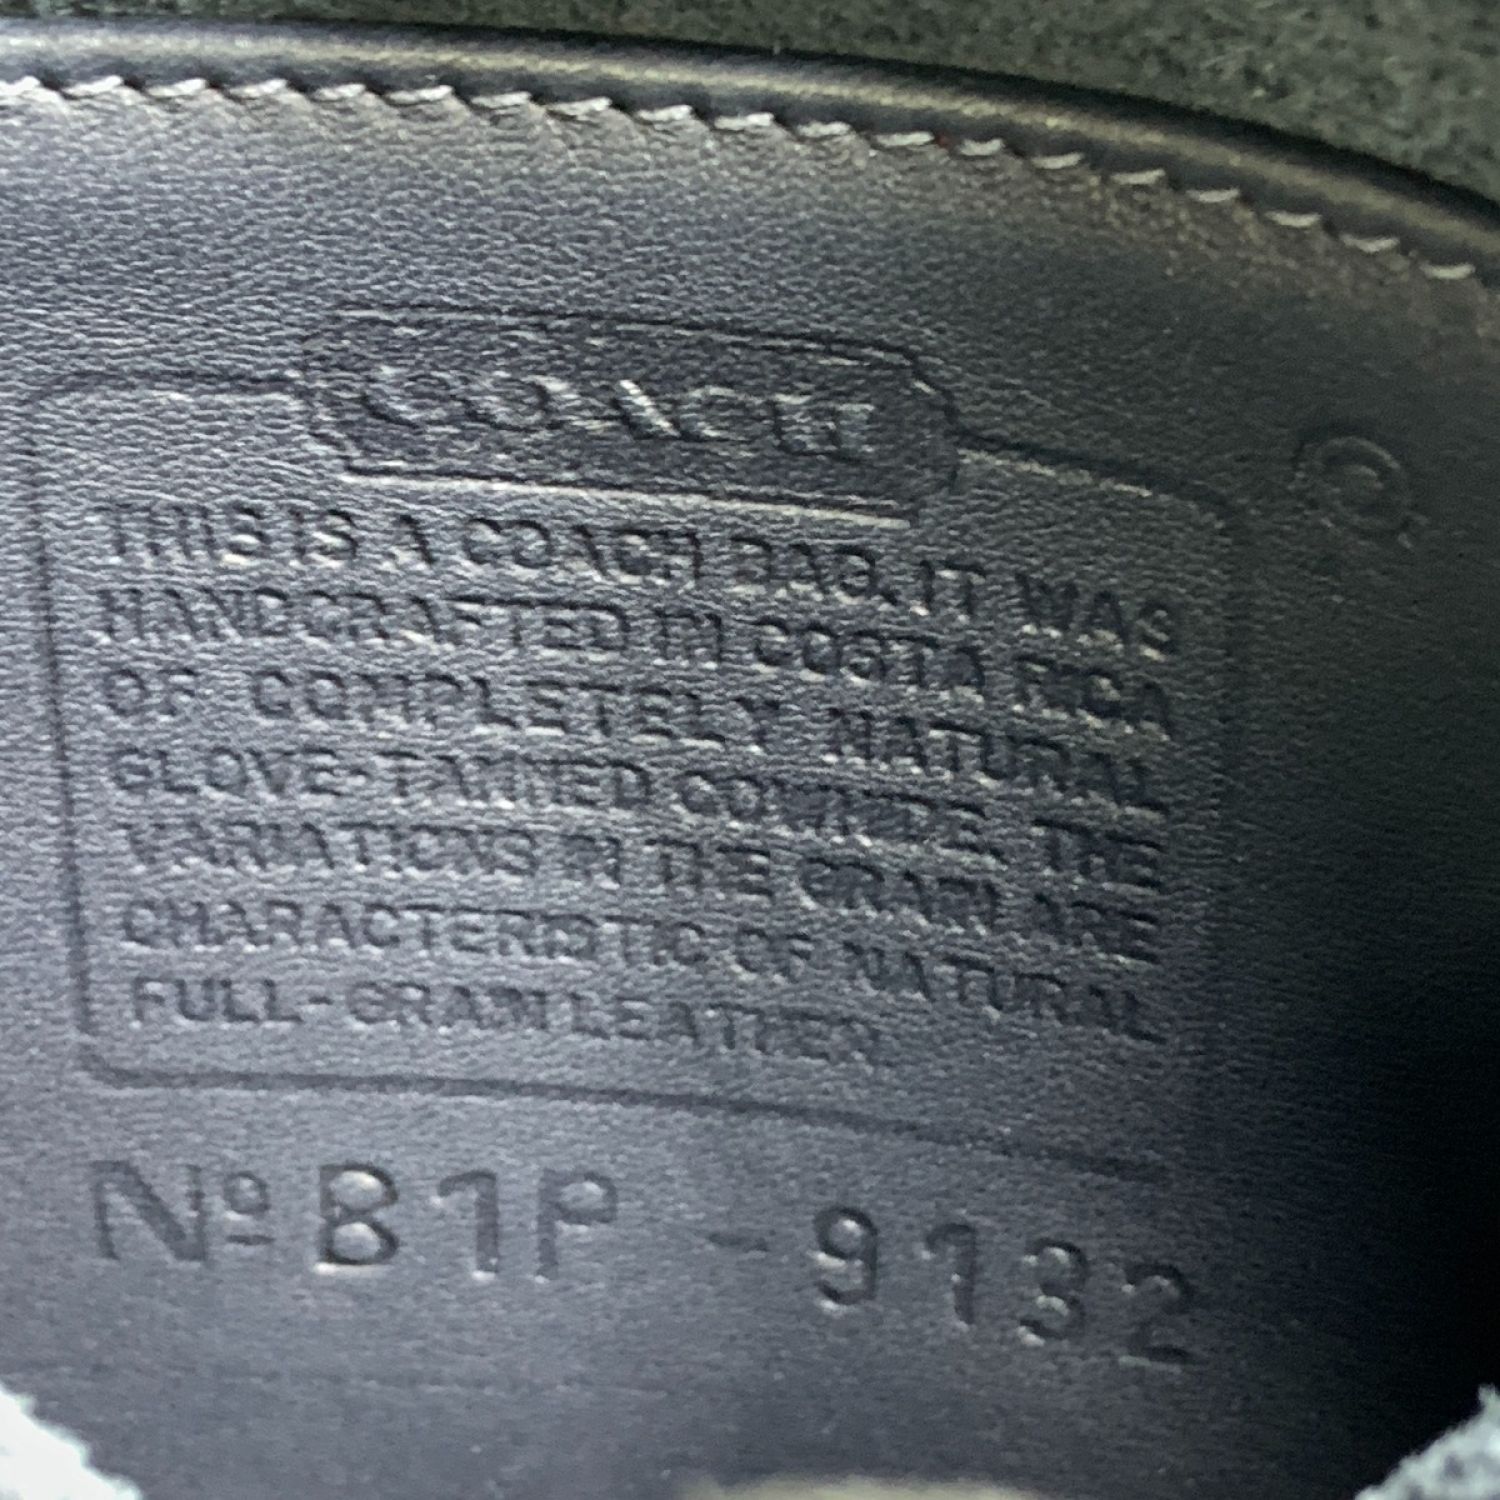 COACH
©
THIS IS A COACH BAG. IT WAS
HANDCRAFTED IN COSTA RICA
OF COMPLETELY NATURAL
GLOVE-TANNED COWHIDE. THE
VARIATIONS IN THE GRAIN ARE
CHARACTERISTIC OF NATURAL
FULL-GRAIN LEATHER
Nº B1P-9132